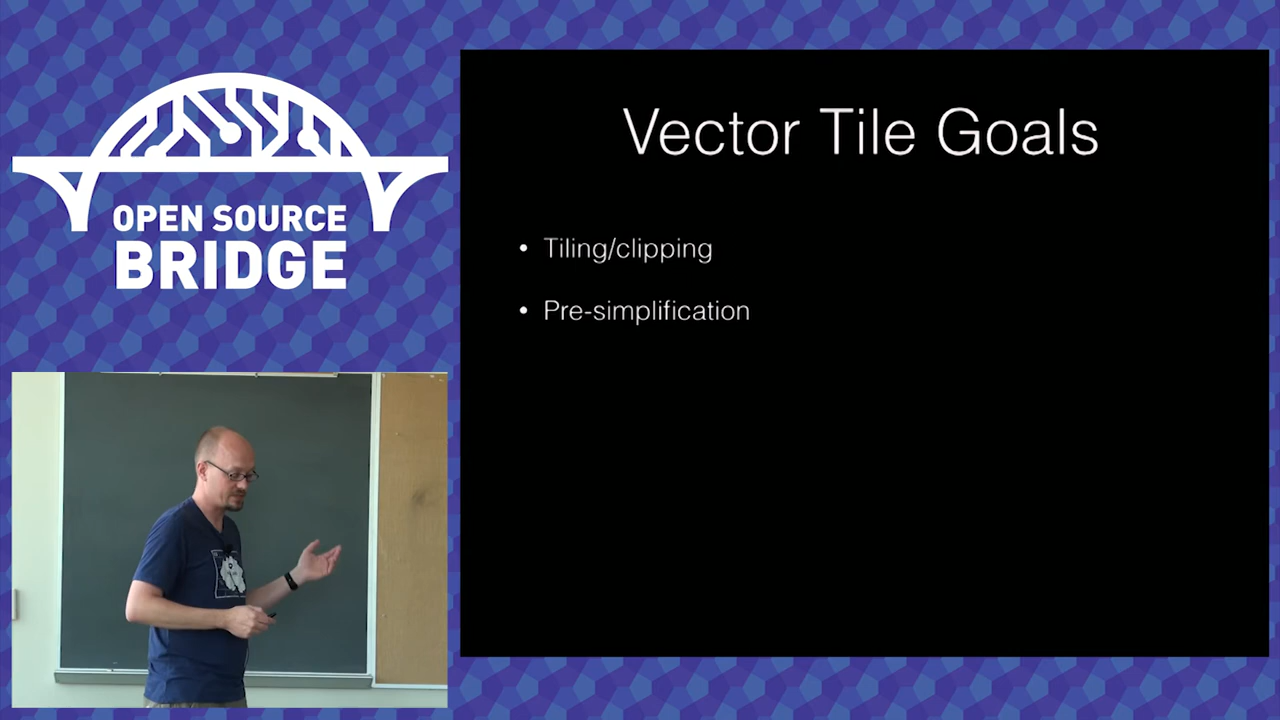 OPEN SOURCE
BRIDGE
Vector Tile Goals
• Tiling/clipping
• Pre-simplification